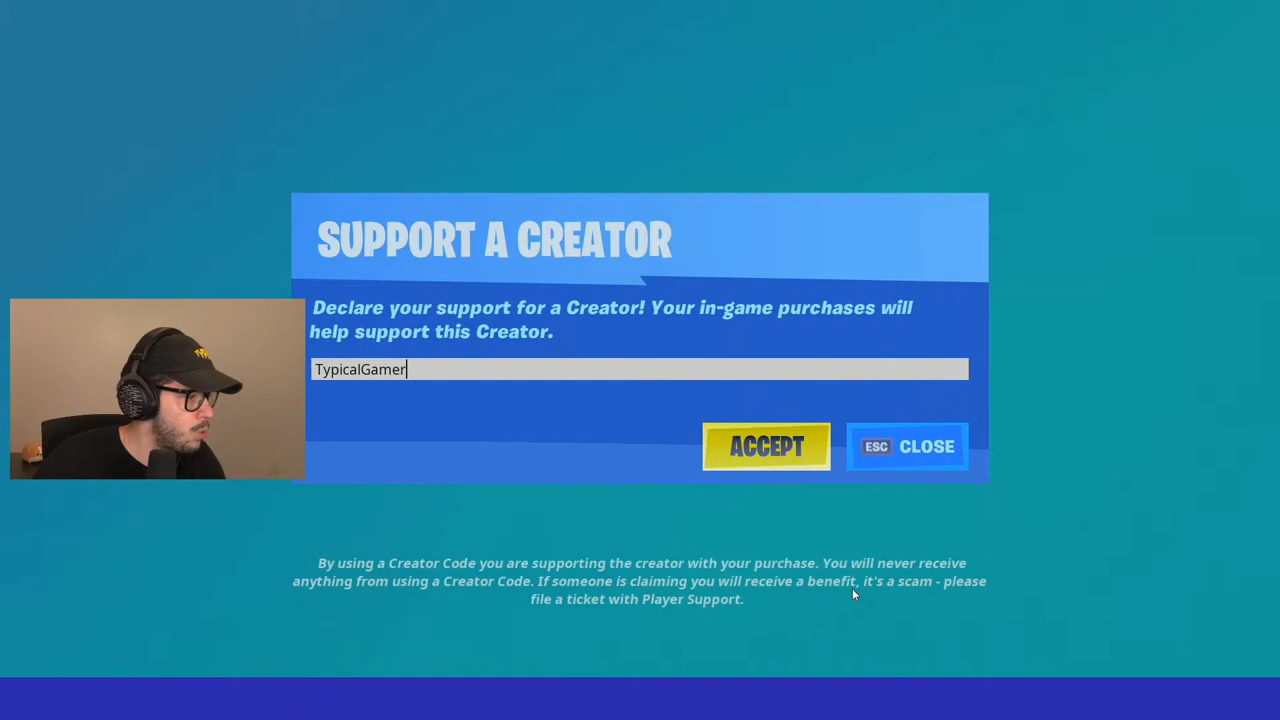 SUPPORT A CREATOR
Declare your support for a Creator! Your in-game purchases will
help support this Creator.
TypicalGamer
ACCEPT
ESC CLOSE
By using a Creator Code you are supporting the creator with your purchase. You will never receive
anything from using a Creator Code. If someone is claiming you will receive a benefit, it's a scam - please
file a ticket with Player Support.